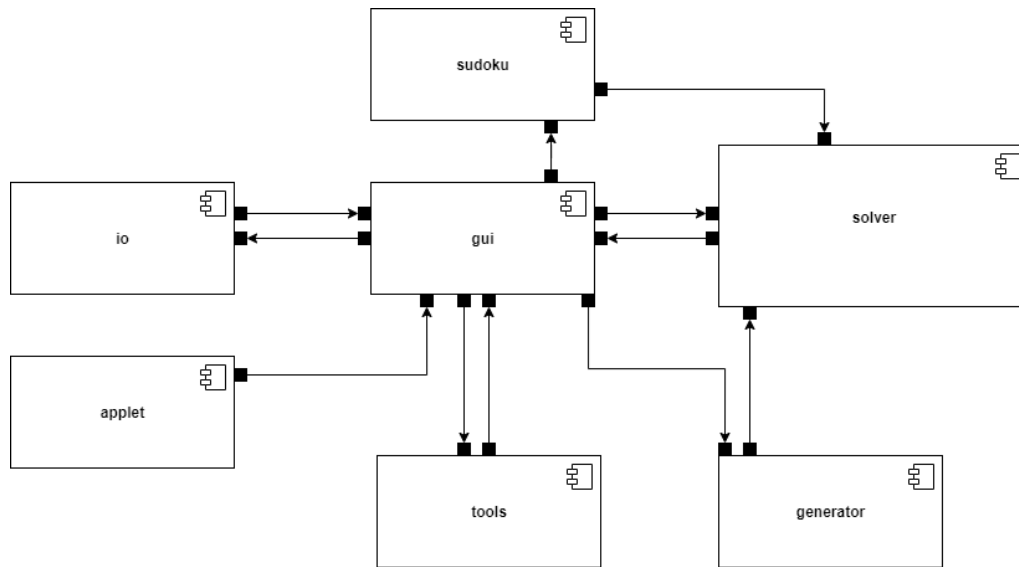 sudoku
io
gui
solver
applet
tools
generator